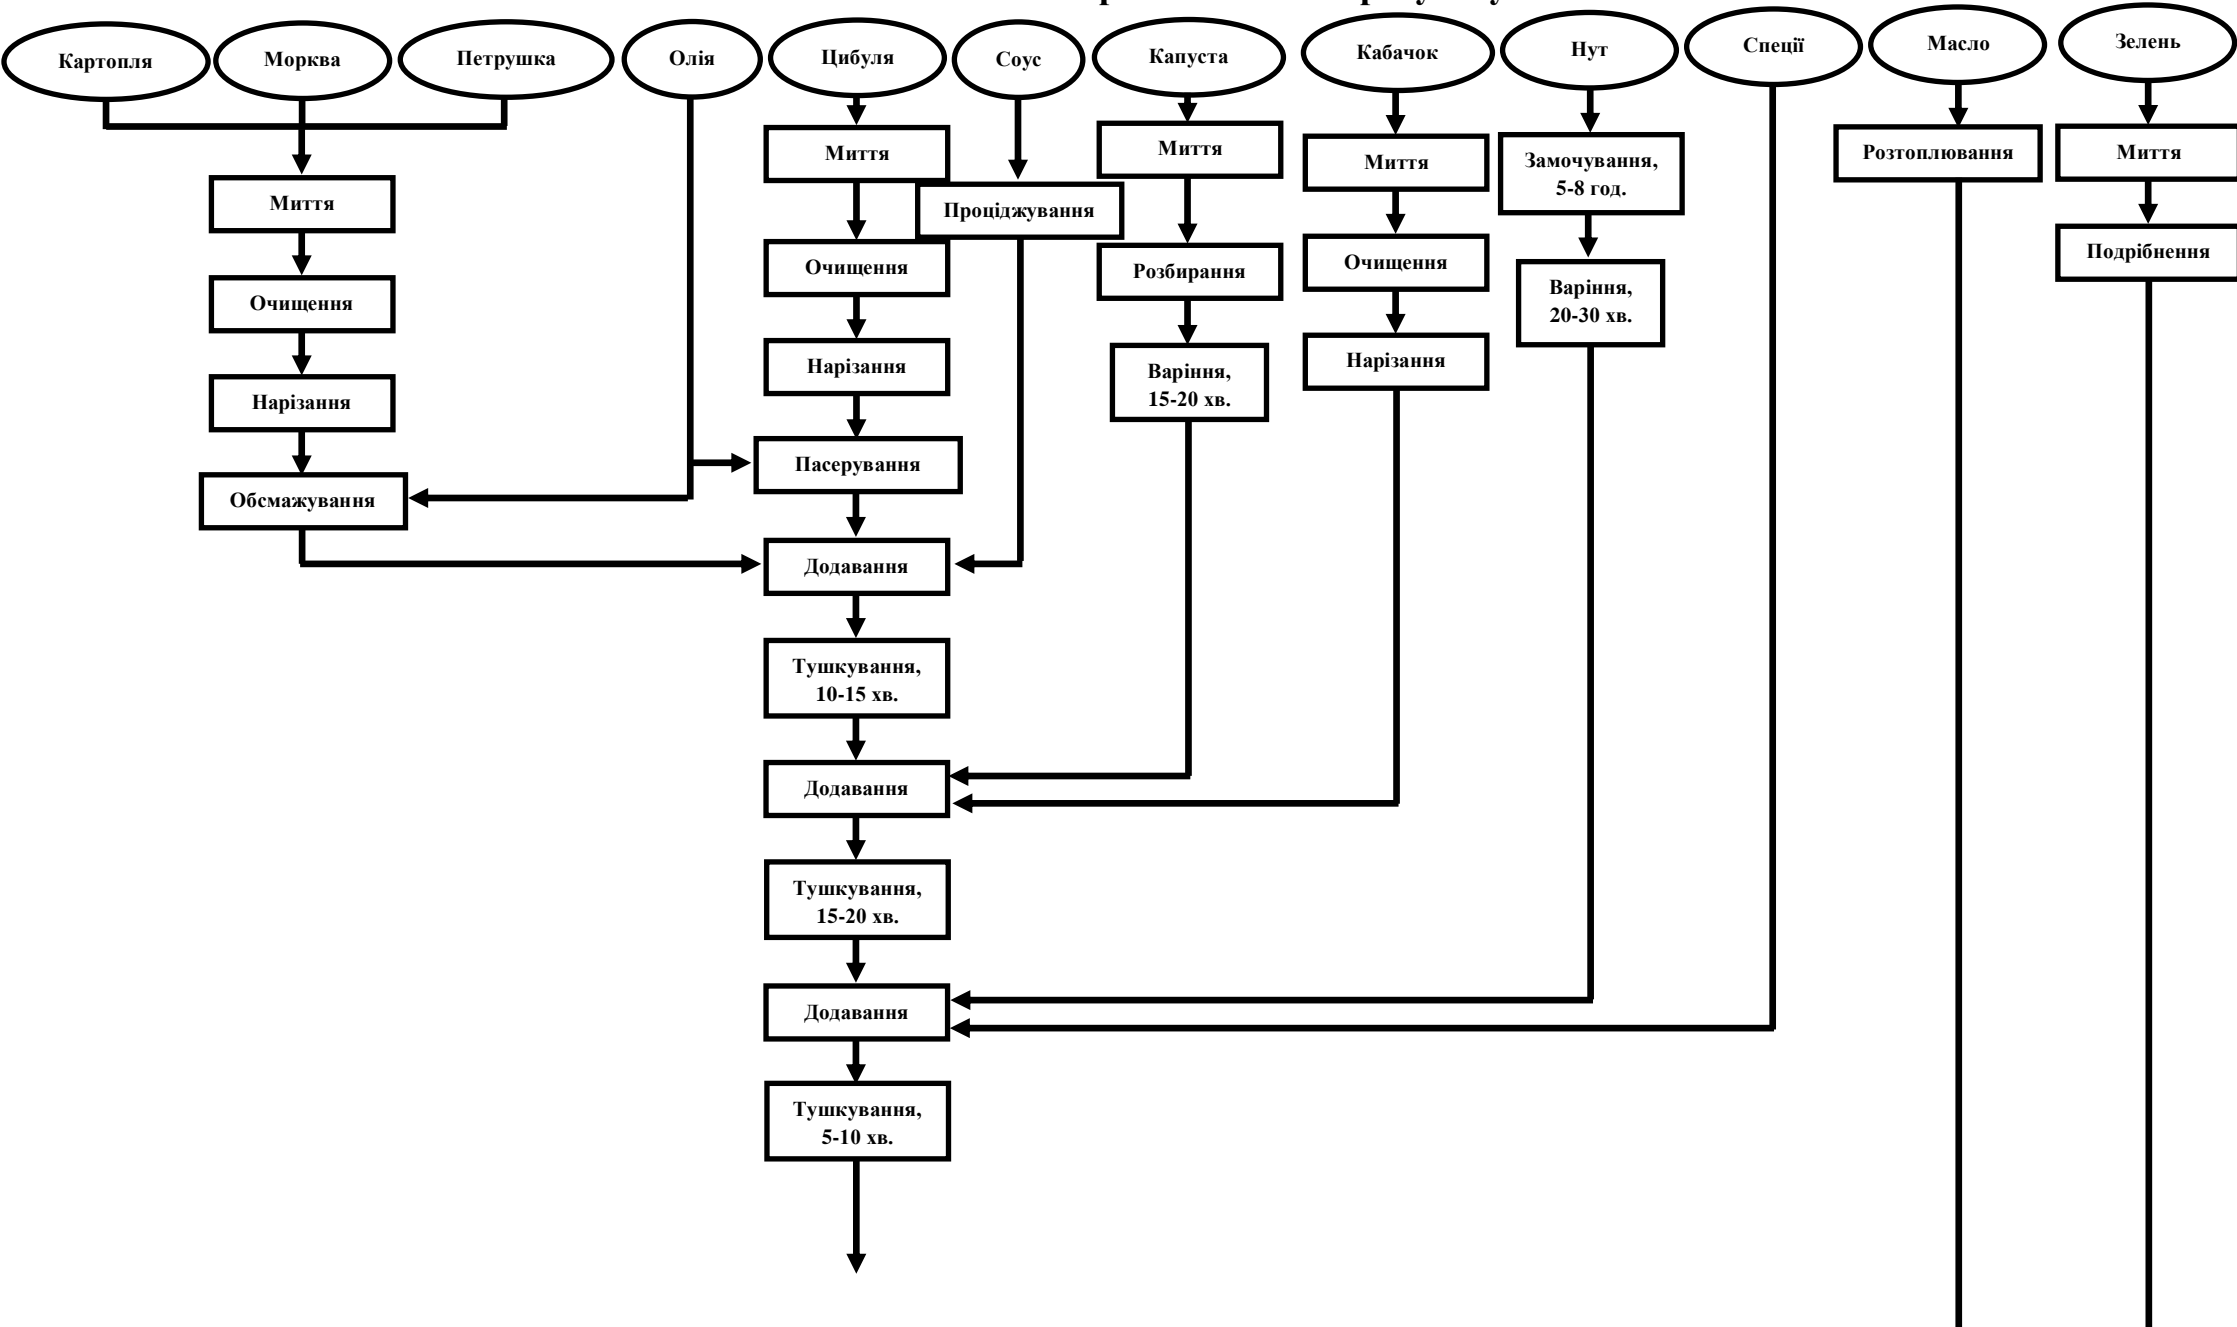 Картопля
Морква
Петрушка
Олія
Цибуля
Соус
Капуста
Кабачок
Нут
Спеції
Масло
Зелень
Миття
Очищення
Нарізання
Обсмажування
Миття
Очищення
Нарізання
Пасерування
Додавання
Тушкування,
10-15 хв.
Додавання
Тушкування,
15-20 хв.
Додавання
Тушкування,
5-10 хв.
Проціджування
Миття
Розбирання
Варіння,
15-20 хв.
Миття
Очищення
Нарізання
Замочування,
5-8 год.
Варіння,
20-30 хв.
Розтоплювання
Миття
Подрібнення